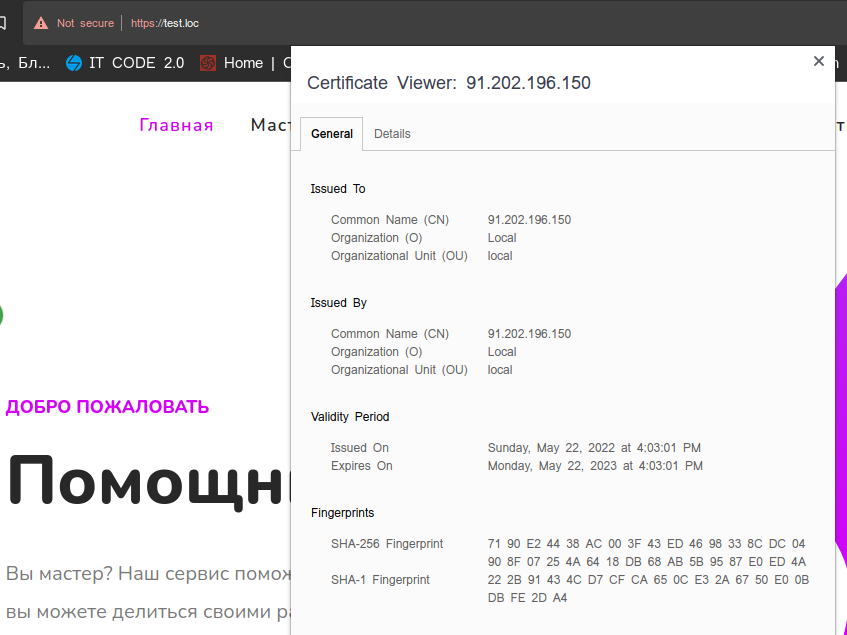 Not secure | https://test.loc
Бл... IT CODE 2.0 Home |
Certificate Viewer: 91.202.196.150
Главная
General Details
Issued To
Common Name (CN) 91.202.196.150
Organization (O) Local
Organizational Unit (OU) local
Issued By
Common Name (CN) 91.202.196.150
Organization (O) Local
Organizational Unit (OU) local
ДОБРО ПОЖАЛОВАТЬ
Validity Period
Issued On Sunday, May 22, 2022 at 4:03:01 PM
Expires On Monday, May 22, 2023 at 4:03:01 PM
Fingerprints
SHA-256 Fingerprint 71 90 E2 44 38 AC 00 3F 43 ED 46 98 33 8C DC 04
90 8F 07 25 4A 64 18 DB 68 AB 5B 95 87 E0 ED 4A
SHA-1 Fingerprint 22 2B 91 43 4C D7 CF CA 65 0C E3 2A 67 50 E0 0B
DB FE 2D A4
Вы мастер? Наш сервис
вы можете делиться своими